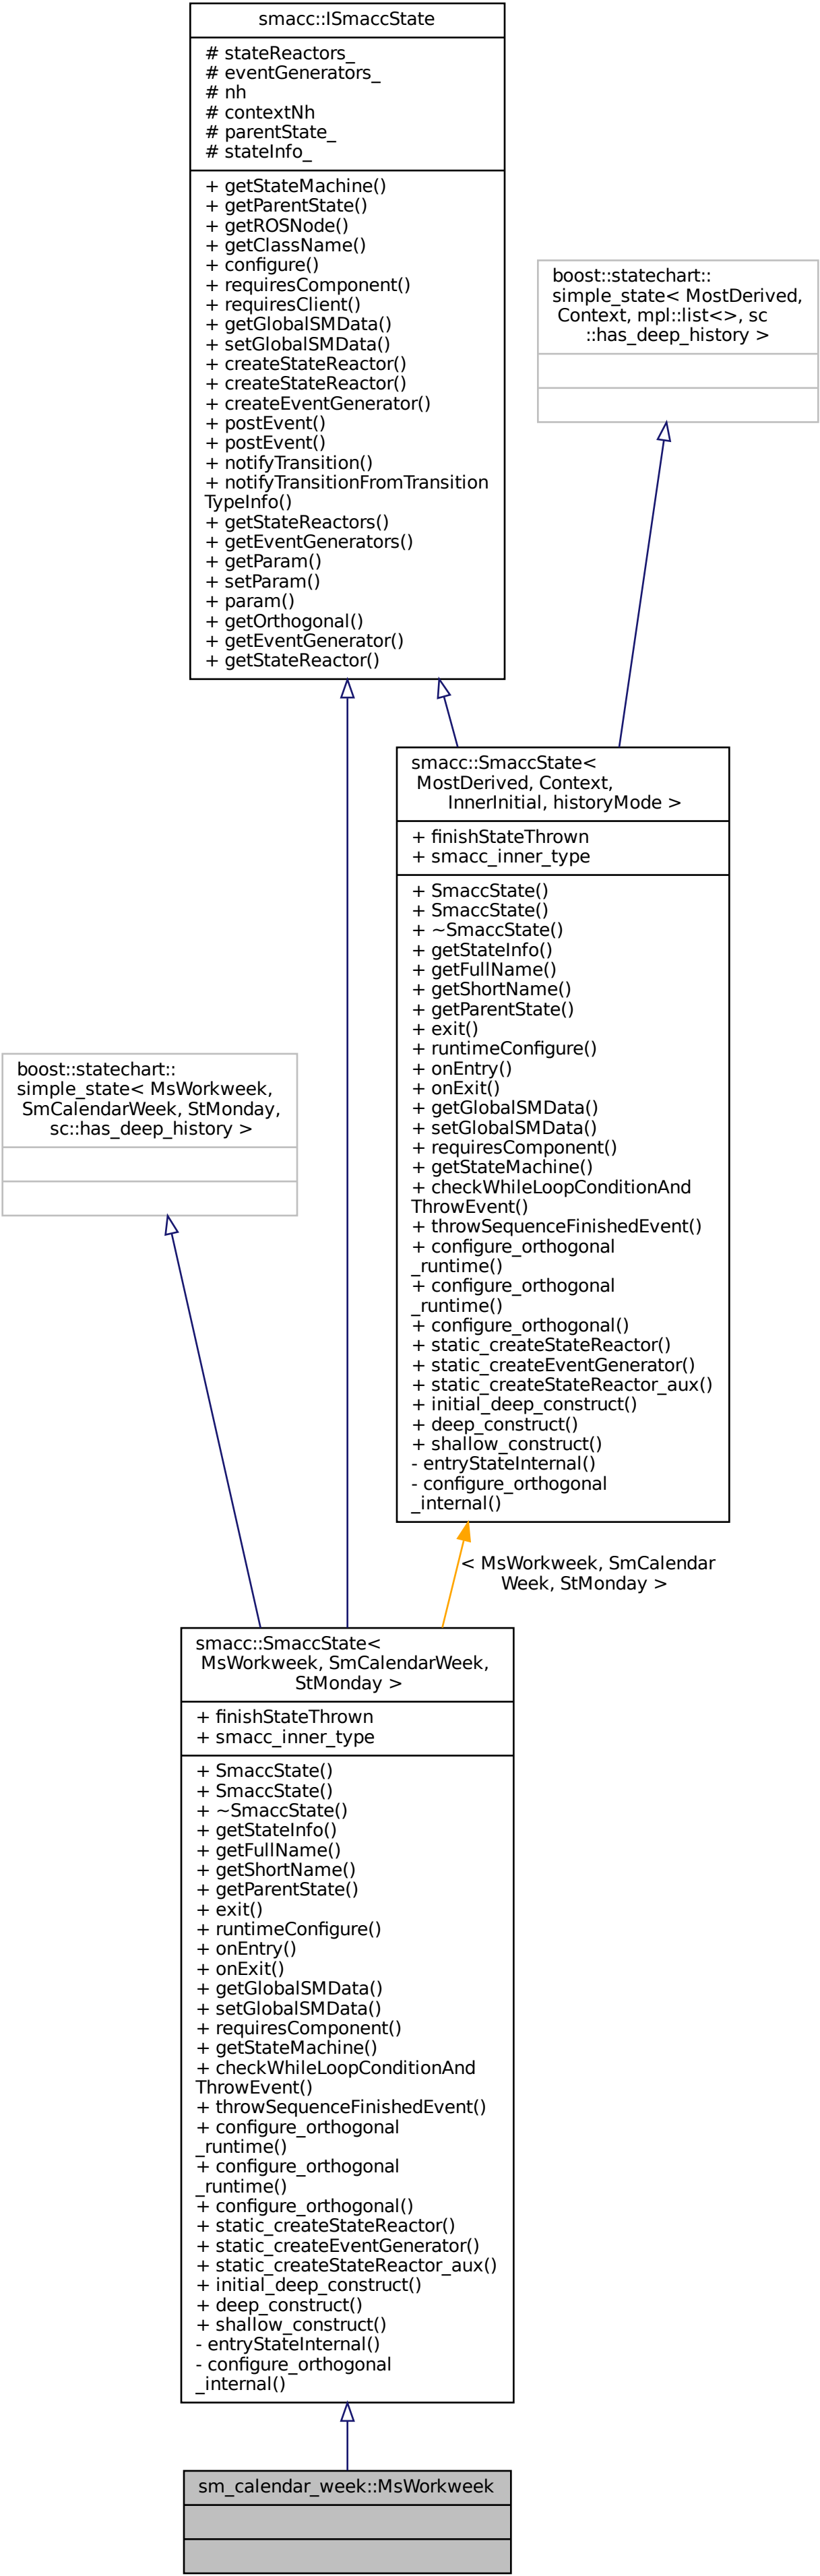 smacc::ISmaccState
# stateReactors_
# eventGenerators_
# nh
# contextNh
# parentState_
# stateInfo_
+ getStateMachine()
+ getParentState()
+ getROSNode()
+ getClassName()
+ configure()
+ requiresComponent()
+ requiresClient()
+ getGlobalSMData()
+ setGlobalSMData()
+ createStateReactor()
+ createStateReactor()
+ createEventGenerator()
+ postEvent()
+ postEvent()
+ notifyTransition()
+ notifyTransitionFromTransition
TypeInfo()
+ getStateReactors()
+ getEventGenerators()
+ getParam()
+ setParam()
+ param()
+ getOrthogonal()
+ getEventGenerator()
+ getStateReactor()
boost::statechart::
simple_state< MostDerived,
Context, mpl::list<>, sc
::has_deep_history >
smacc::SmaccState<
MostDerived, Context,
InnerInitial, historyMode >
+ finishStateThrown
+ smacc_inner_type
+ SmaccState()
+ SmaccState()
+ ~SmaccState()
+ getStateInfo()
+ getFullName()
+ getShortName()
+ getParentState()
+ exit()
+ runtimeConfigure()
+ onEntry()
+ onExit()
+ getGlobalSMData()
+ setGlobalSMData()
+ requiresComponent()
+ getStateMachine()
+ checkWhileLoopConditionAnd
ThrowEvent()
+ throwSequenceFinishedEvent()
+ configure_orthogonal
_runtime()
+ configure_orthogonal
_runtime()
+ configure_orthogonal()
+ static_createStateReactor()
+ static_createEventGenerator()
+ static_createStateReactor_aux()
+ initial_deep_construct()
+ deep_construct()
+ shallow_construct()
- entryStateInternal()
- configure_orthogonal
_internal()
boost::statechart::
simple_state< MsWorkweek,
SmCalendarWeek, StMonday,
sc::has_deep_history >
< MsWorkweek, SmCalendar
Week, StMonday >
smacc::SmaccState<
MsWorkweek, SmCalendarWeek,
StMonday >
+ finishStateThrown
+ smacc_inner_type
+ SmaccState()
+ SmaccState()
+ ~SmaccState()
+ getStateInfo()
+ getFullName()
+ getShortName()
+ getParentState()
+ exit()
+ runtimeConfigure()
+ onEntry()
+ onExit()
+ getGlobalSMData()
+ setGlobalSMData()
+ requiresComponent()
+ getStateMachine()
+ checkWhileLoopConditionAnd
ThrowEvent()
+ throwSequenceFinishedEvent()
+ configure_orthogonal
_runtime()
+ configure_orthogonal
_runtime()
+ configure_orthogonal()
+ static_createStateReactor()
+ static_createEventGenerator()
+ static_createStateReactor_aux()
+ initial_deep_construct()
+ deep_construct()
+ shallow_construct()
- entryStateInternal()
- configure_orthogonal
_internal()
sm_calendar_week::MsWorkweek